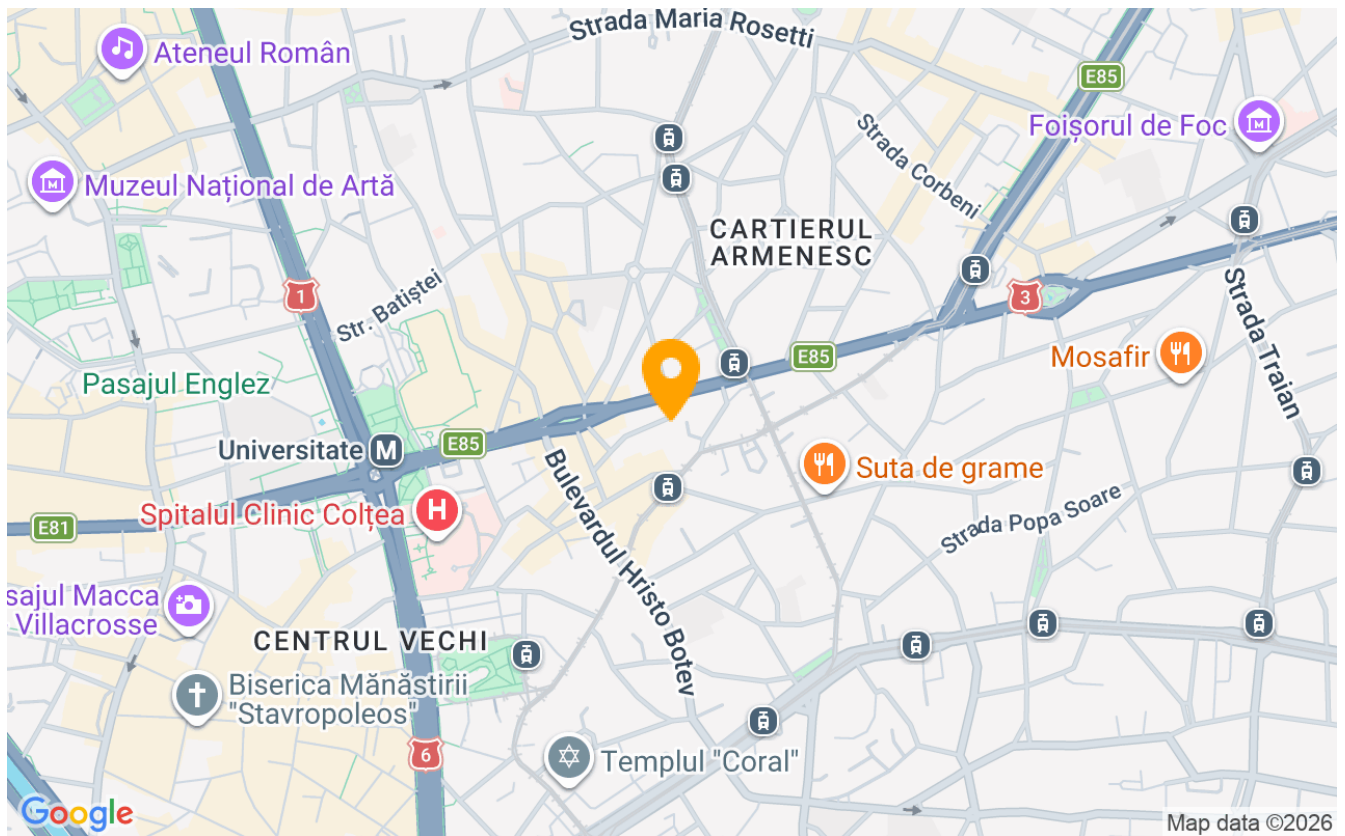 Strada Maria Rosetti
Ateneul Român
E85
Foișorul de Foc
Strada Corbeni
Muzeul Național de Artă
CARTIERUL
ARMENESC
1
3
Str. Batiștei
Strada Traian
E85
Mosafir
Pasajul Englez
Universitate
M
E85
Suta de grame
Bulevardul Hristo Botev
Spitalul Clinic Colțea
H
E81
Strada Popa Soare
sajul Macca
Villacrosse
CENTRUL VECHI
Biserica Mănăstirii
"Stavropoleos"
6
Templul "Coral"
Google
Map data ©2026